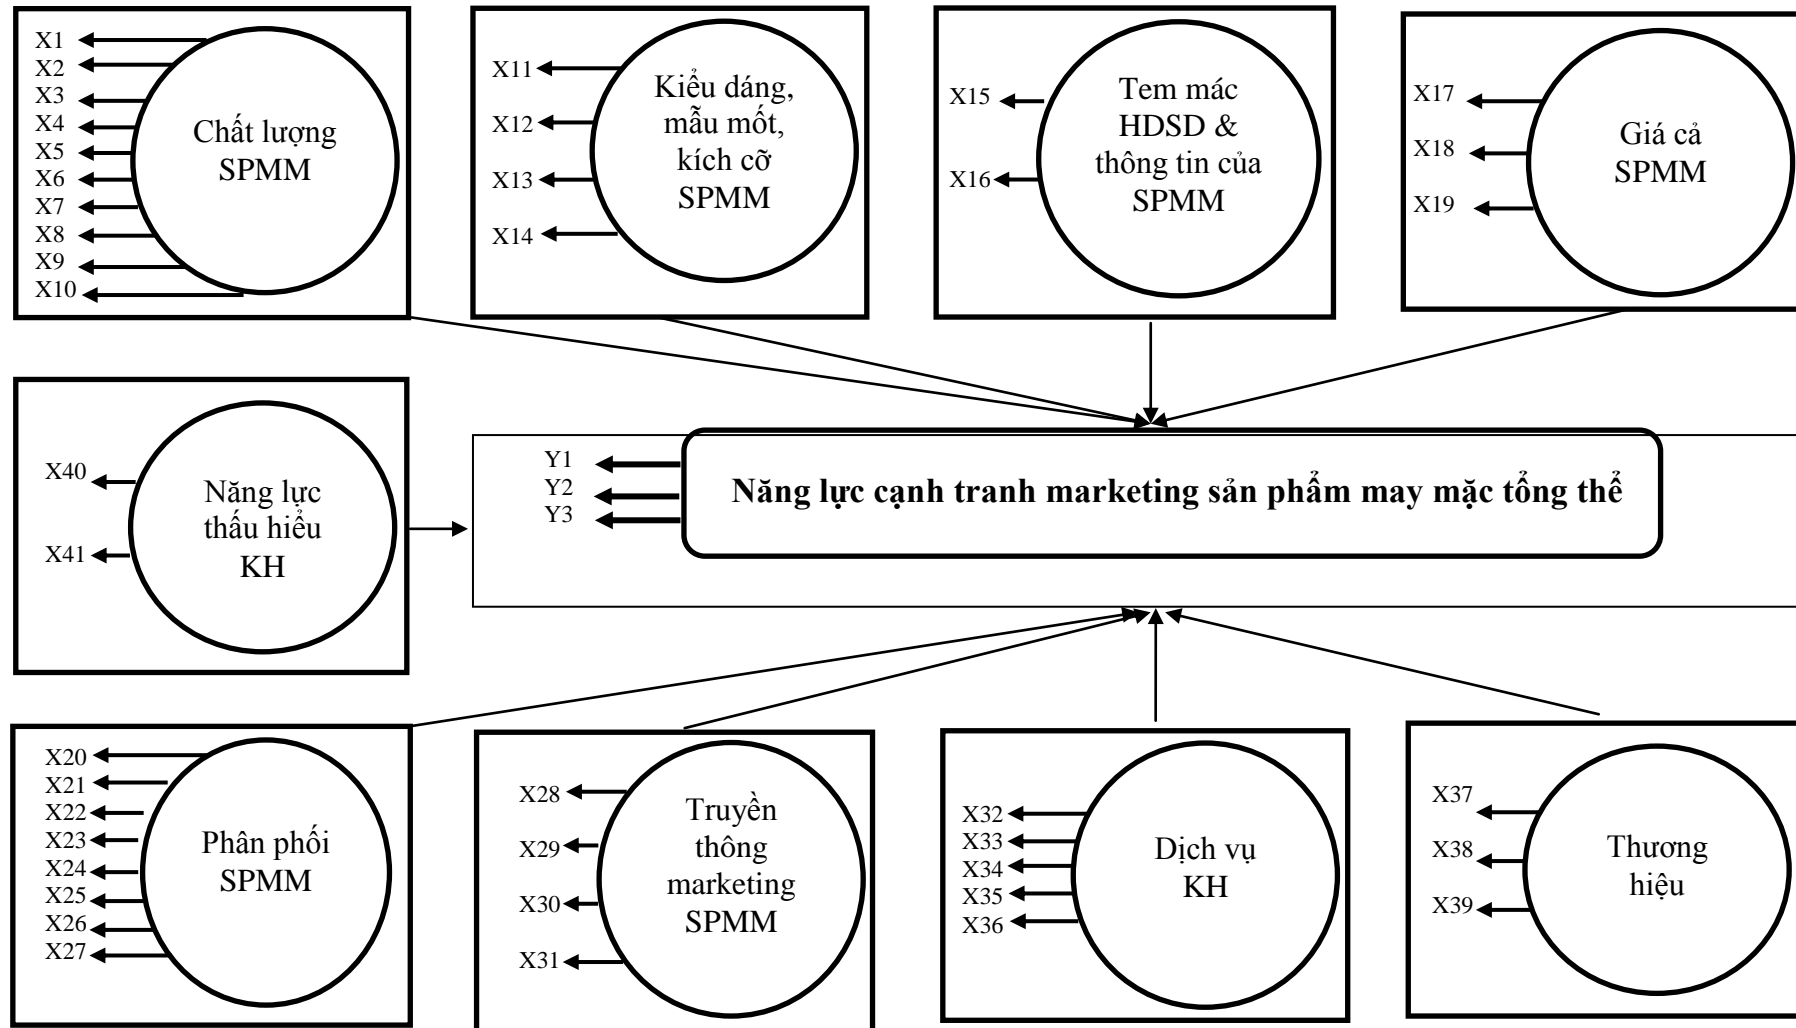 X1
X2
X3
X4
X5
X6
X7
X8
X9
X10
Chất lượng
SPMM
X11
X12
X13
X14
Kiểu dáng,
mẫu mốt,
kích cỡ
SPMM
X15
X16
Tem mác
HDSD &
thông tin của
SPMM
X17
X18
X19
Giá cả
SPMM
X40
X41
Năng lực
thấu hiểu
KH
Y1
Y2
Y3
Năng lực cạnh tranh marketing sản phẩm may mặc tổng thể
X20
X21
X22
X23
X24
X25
X26
X27
Phân phối
SPMM
X28
X29
X30
X31
Truyền
thông
marketing
SPMM
X32
X33
X34
X35
X36
Dịch vụ
KH
X37
X38
X39
Thương
hiệu